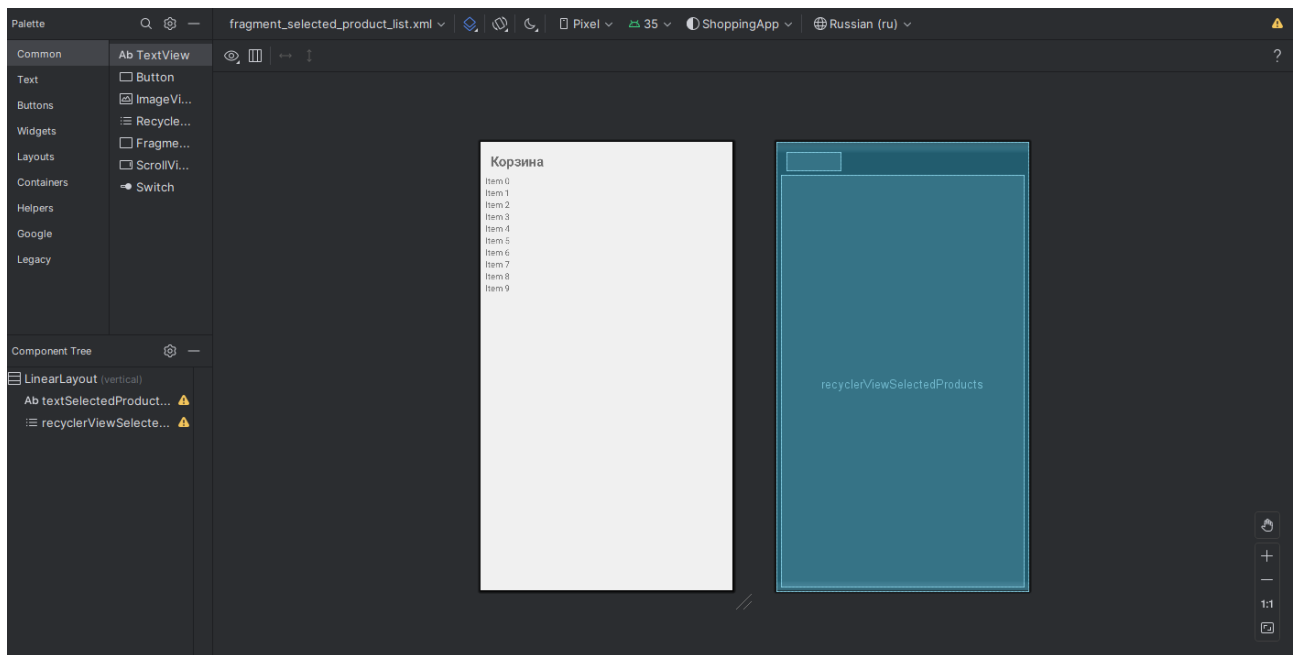 Palette
fragment_selected_product_list.xml
Pixel
35
ShoppingApp
Russian (ru)
Common
Text
Buttons
Widgets
Layouts
Containers
Helpers
Google
Legacy
Ab TextView
Button
ImageVi...
Recycle...
Fragme...
ScrollVi...
Switch
?
Component Tree
LinearLayout (vertical)
Ab textSelectedProduct...
recyclerViewSelecte...
Корзина
Item 0
Item 1
Item 2
Item 3
Item 4
Item 5
Item 6
Item 7
Item 8
Item 9
recyclerViewSelectedProducts
1:1